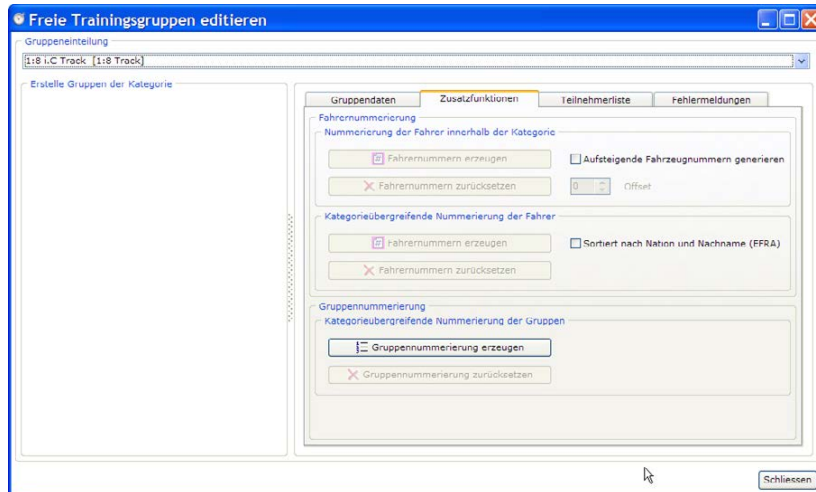 Freie Trainingsgruppen editieren
Gruppeneinteilung
1:8 i.C Track [1:8 Track]
Erstelle Gruppen der Kategorie
Gruppendaten
Zusatzfunktionen
Teilnehmerliste
Fehlermeldungen
Fahrernummerierung
Nummerierung der Fahrer innerhalb der Kategorie
Fahrernummern erzeugen
Aufsteigende Fahrzeugnummern generieren
Fahrernummern zurücksetzen
0 Offset
Kategorieübergreifende Nummerierung der Fahrer
Fahrernummern erzeugen
Sortiert nach Nation und Nachname (EFRA)
Fahrernummern zurücksetzen
Gruppennummerierung
Kategorieübergreifende Nummerierung der Gruppen
Gruppennummerierung erzeugen
Gruppennummerierung zurücksetzen
Schliessen